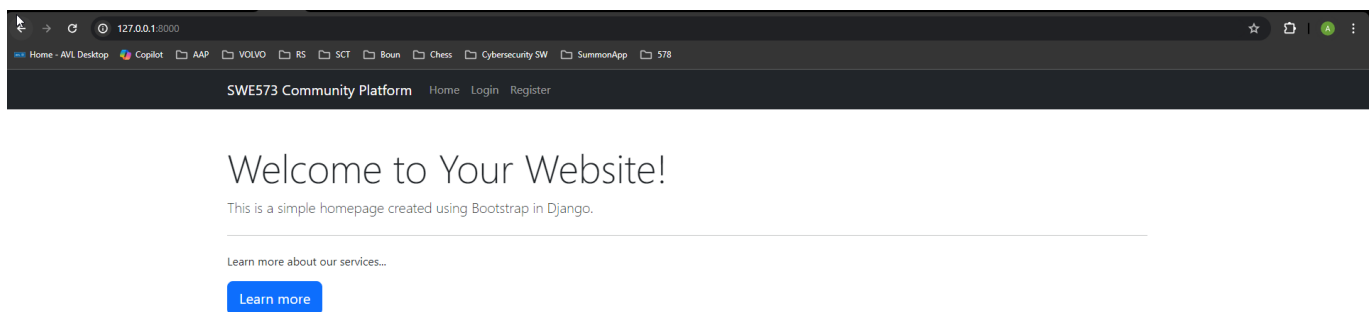 127.0.0.1:8000
A
Home - AVL Desktop Copilot AAP VOLVO RS SCT Boun Chess Cybersecurity SW SummonApp 578
SWE573 Community Platform Home Login Register
Welcome to Your Website!
This is a simple homepage created using Bootstrap in Django.
Learn more about our services...
Learn more